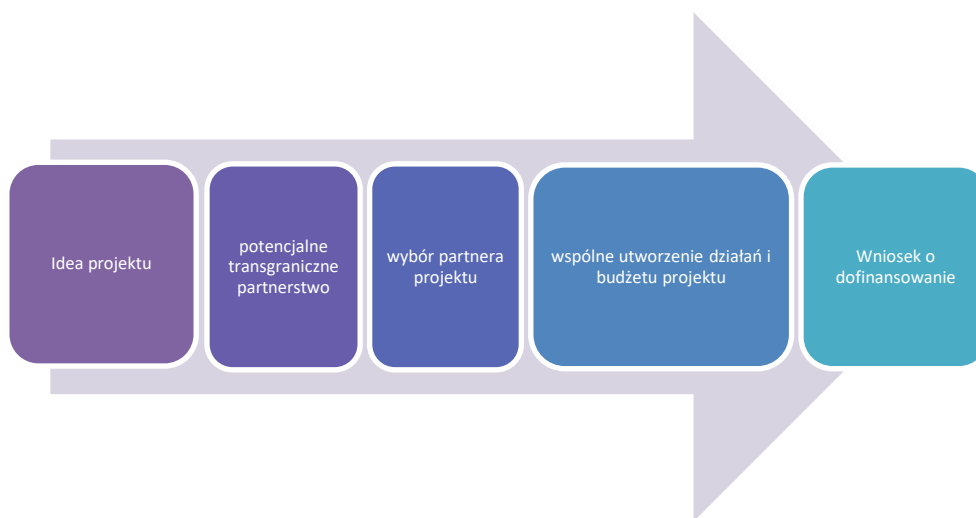 Idea projektu
potencjalne
transgraniczne
partnerstwo
wybór partnera
projektu
wspólne utworzenie działań i
budżetu projektu
Wniosek o
dofinansowanie